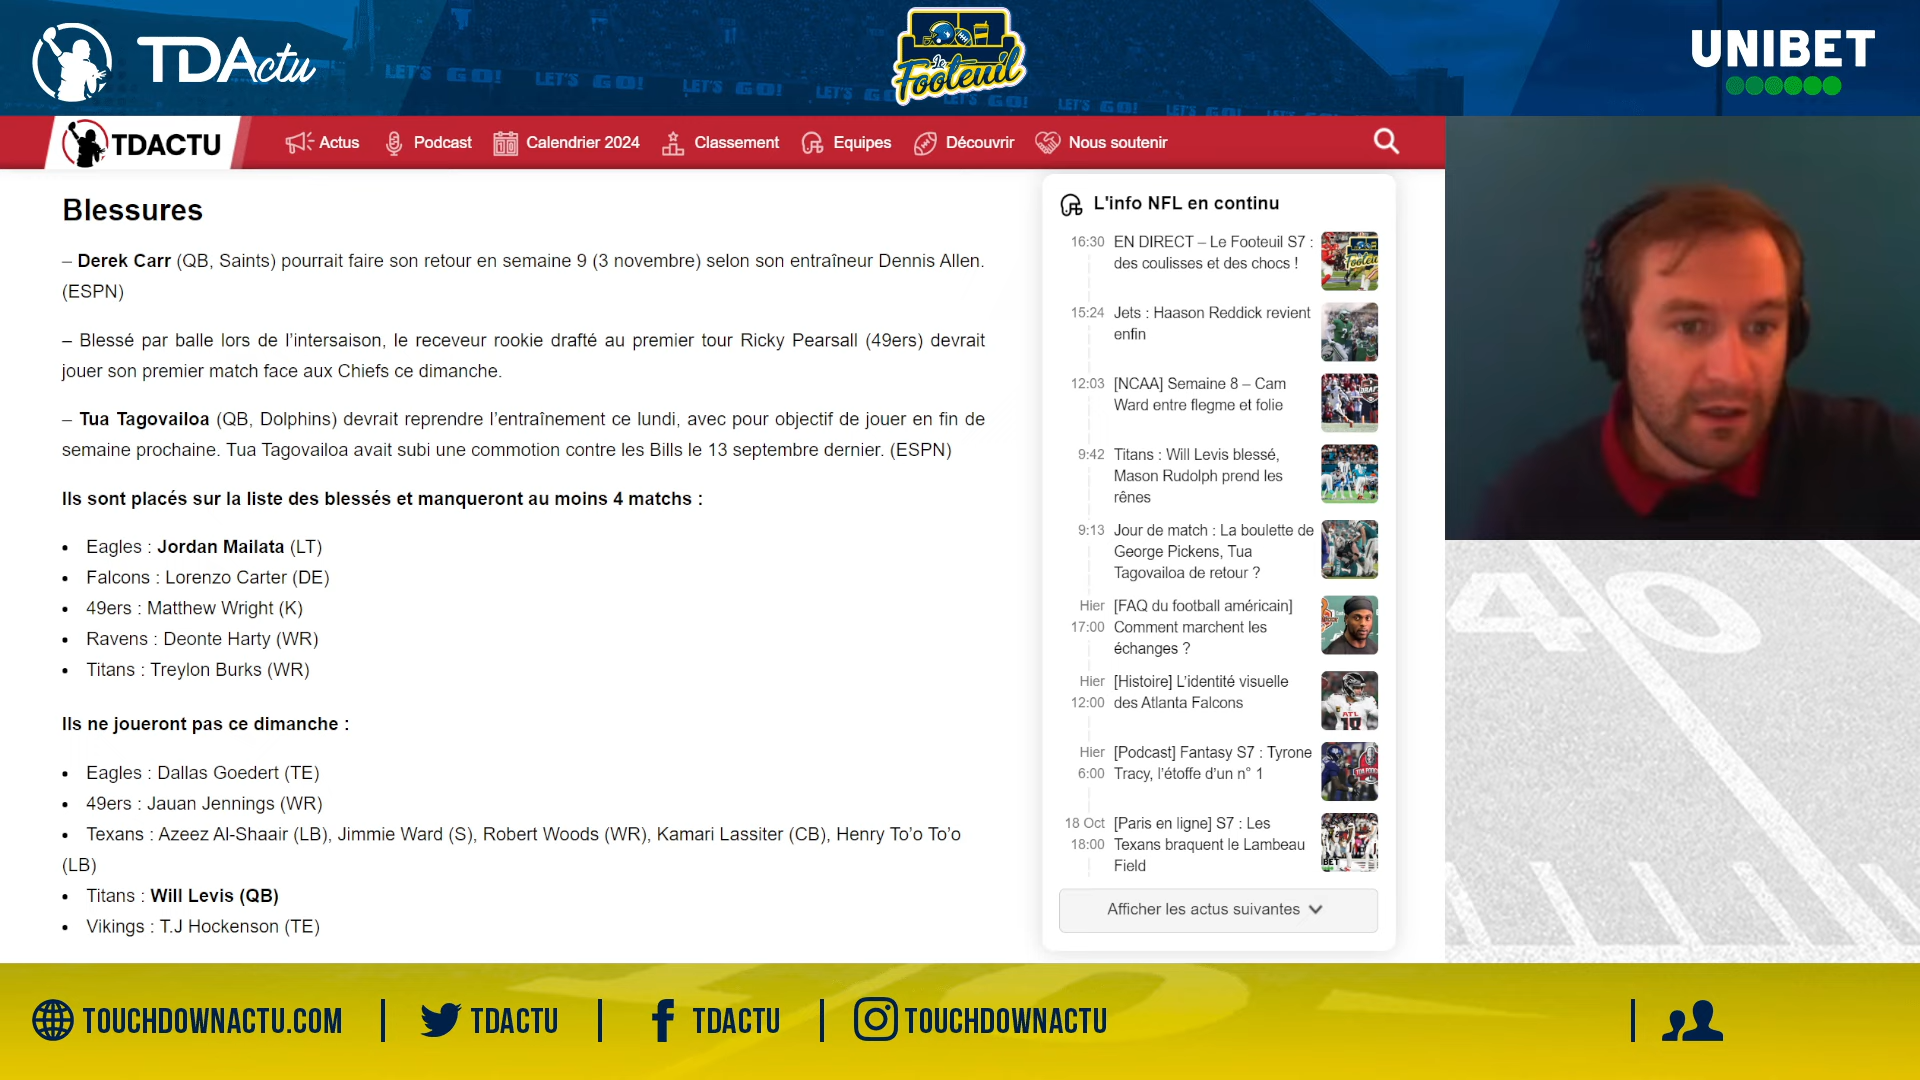 TDActu
Le Footeuil
UNIBET
LET'S GO! LET'S GO! LET'S GO! LET'S GO! LET'S GO! LET'S GO! LET'S GO!
TDACTU
Actus
Podcast
Calendrier 2024
Classement
Equipes
Découvrir
Nous soutenir
Blessures
– Derek Carr (QB, Saints) pourrait faire son retour en semaine 9 (3 novembre) selon son entraîneur Dennis Allen.
(ESPN)
– Blessé par balle lors de l’intersaison, le receveur rookie drafté au premier tour Ricky Pearsall (49ers) devrait
jouer son premier match face aux Chiefs ce dimanche.
– Tua Tagovailoa (QB, Dolphins) devrait reprendre l’entraînement ce lundi, avec pour objectif de jouer en fin de
semaine prochaine. Tua Tagovailoa avait subi une commotion contre les Bills le 13 septembre dernier. (ESPN)
Ils sont placés sur la liste des blessés et manqueront au moins 4 matchs :
• Eagles : Jordan Mailata (LT)
• Falcons : Lorenzo Carter (DE)
• 49ers : Matthew Wright (K)
• Ravens : Deonte Harty (WR)
• Titans : Treylon Burks (WR)
Ils ne joueront pas ce dimanche :
• Eagles : Dallas Goedert (TE)
• 49ers : Jauan Jennings (WR)
• Texans : Azeez Al-Shaair (LB), Jimmie Ward (S), Robert Woods (WR), Kamari Lassiter (CB), Henry To’o To’o
(LB)
• Titans : Will Levis (QB)
• Vikings : T.J Hockenson (TE)
L'info NFL en continu
16:30 EN DIRECT – Le Footeuil S7 :
des coulisses et des chocs !
15:24 Jets : Haason Reddick revient
enfin
12:03 [NCAA] Semaine 8 – Cam
Ward entre flegme et folie
9:42 Titans : Will Levis blessé,
Mason Rudolph prend les
rênes
9:13 Jour de match : La boulette de
George Pickens, Tua
Tagovailoa de retour ?
Hier [FAQ du football américain]
17:00 Comment marchent les
échanges ?
Hier [Histoire] L’identité visuelle
12:00 des Atlanta Falcons
Hier [Podcast] Fantasy S7 : Tyrone
6:00 Tracy, l’étoffe d’un n° 1
18 Oct [Paris en ligne] S7 : Les
18:00 Texans braquent le Lambeau
Field
Afficher les actus suivantes
40
TOUCHDOWNACTU.COM
TDACTU
TDACTU
TOUCHDOWNACTU